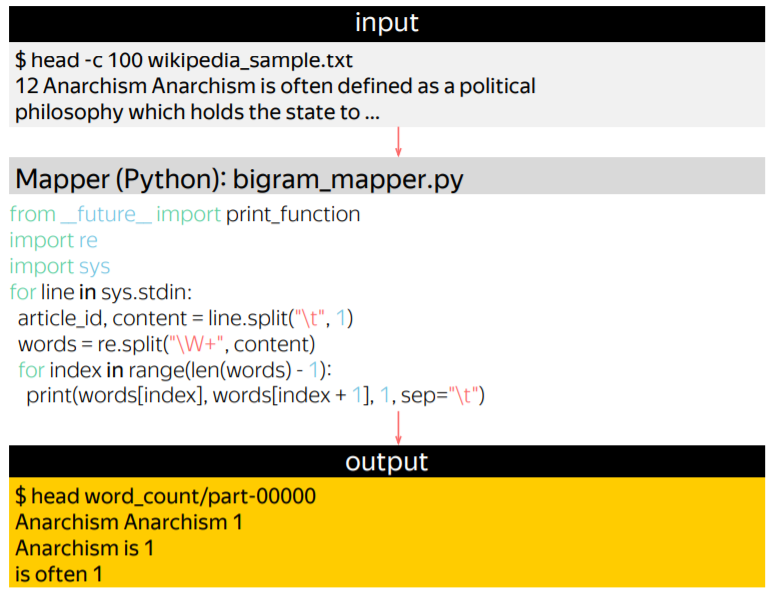 input
$ head -c 100 wikipedia_sample.txt
12 Anarchism Anarchism is often defined as a political
philosophy which holds the state to ...
Mapper (Python): bigram_mapper.py
from __future__ import print_function
import re
import sys
for line in sys.stdin:
  article_id, content = line.split("\t", 1)
  words = re.split("\W+", content)
  for index in range(len(words) - 1):
    print(words[index], words[index + 1], 1, sep="\t")
output
$ head word_count/part-00000
Anarchism Anarchism 1
Anarchism is 1
is often 1